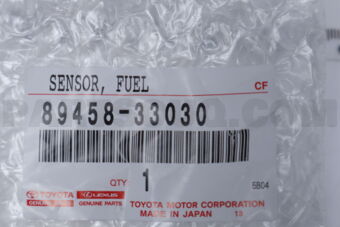 SENSOR, FUEL
CF
89458-33030
QTY 1 5B04
TOYOTA LEXUS TOYOTA MOTOR CORPORATION
GENUINE PARTS GENUINE PARTS MADE IN JAPAN 13